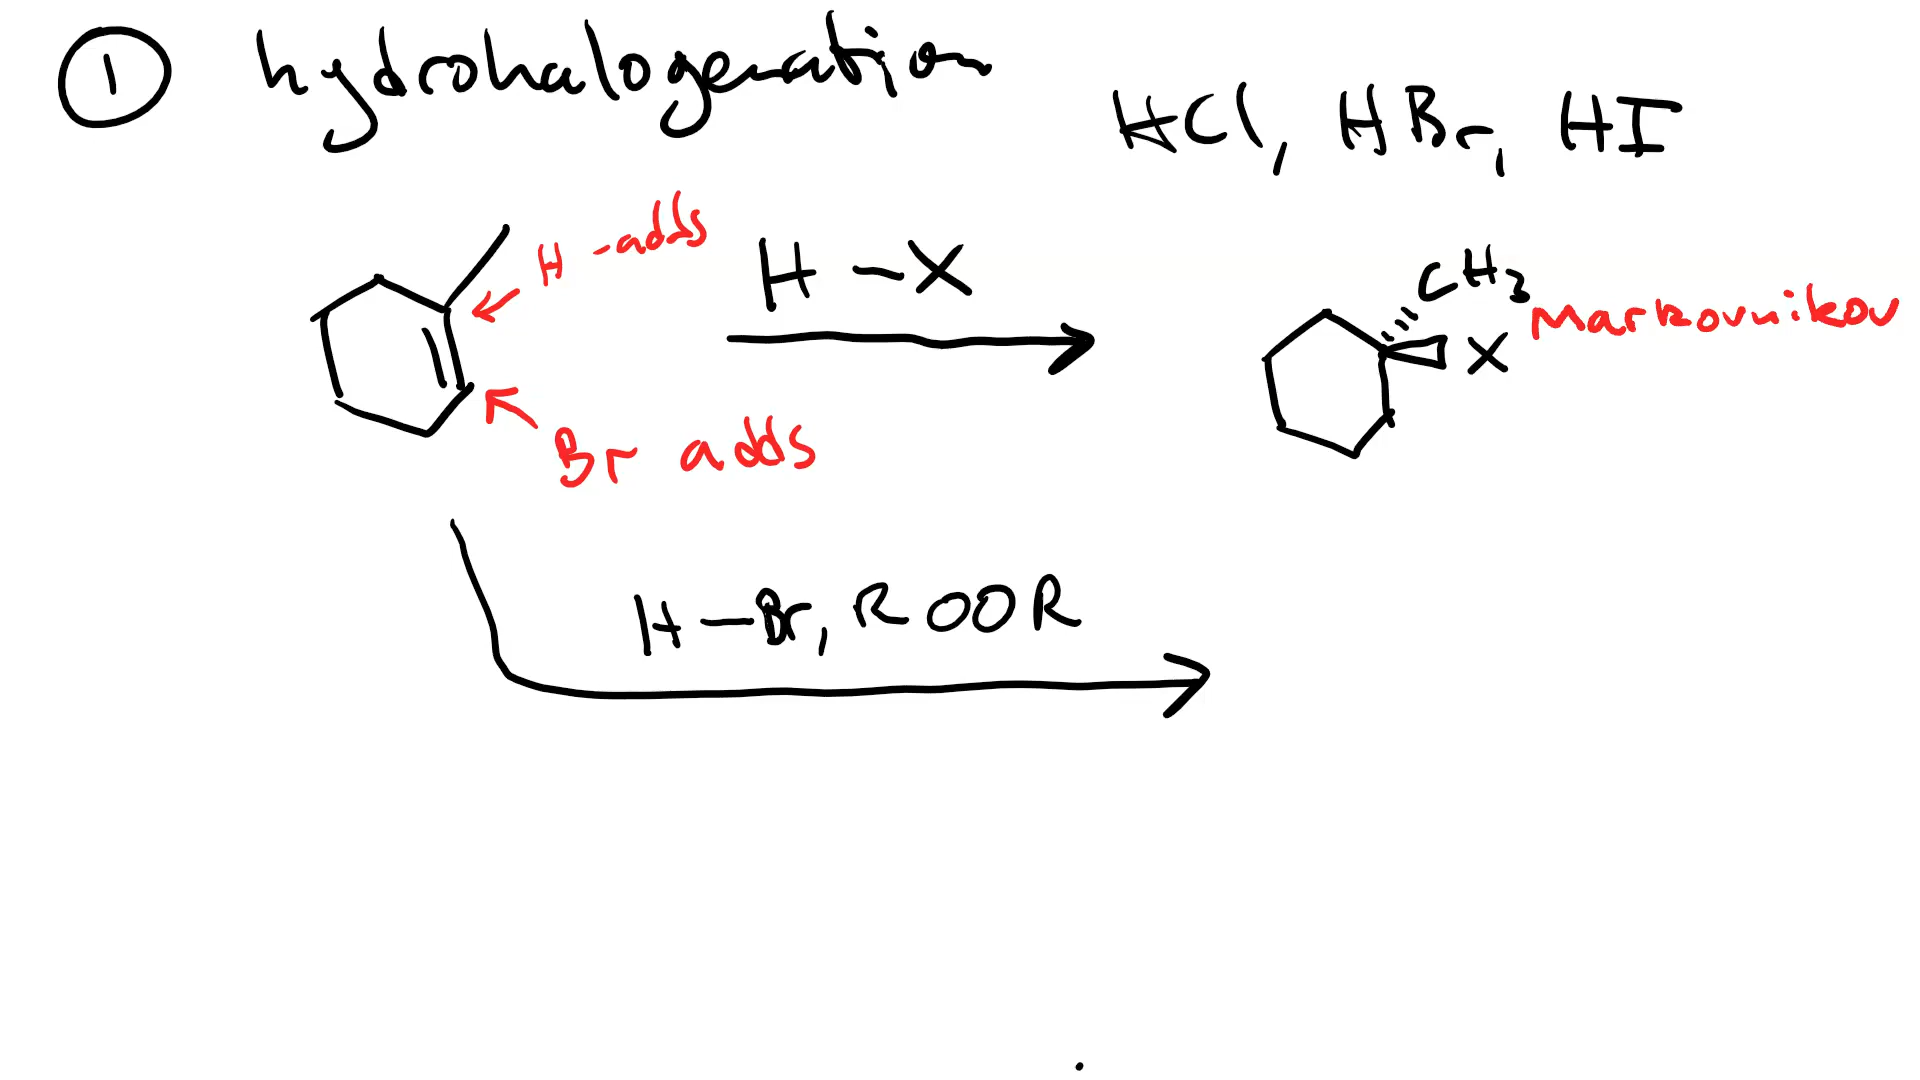 1 hydrohalogenation
HCl, HBr, HI
H -adds
H-X
CH3
Markovnikov
X
Br adds
H-Br, ROOR